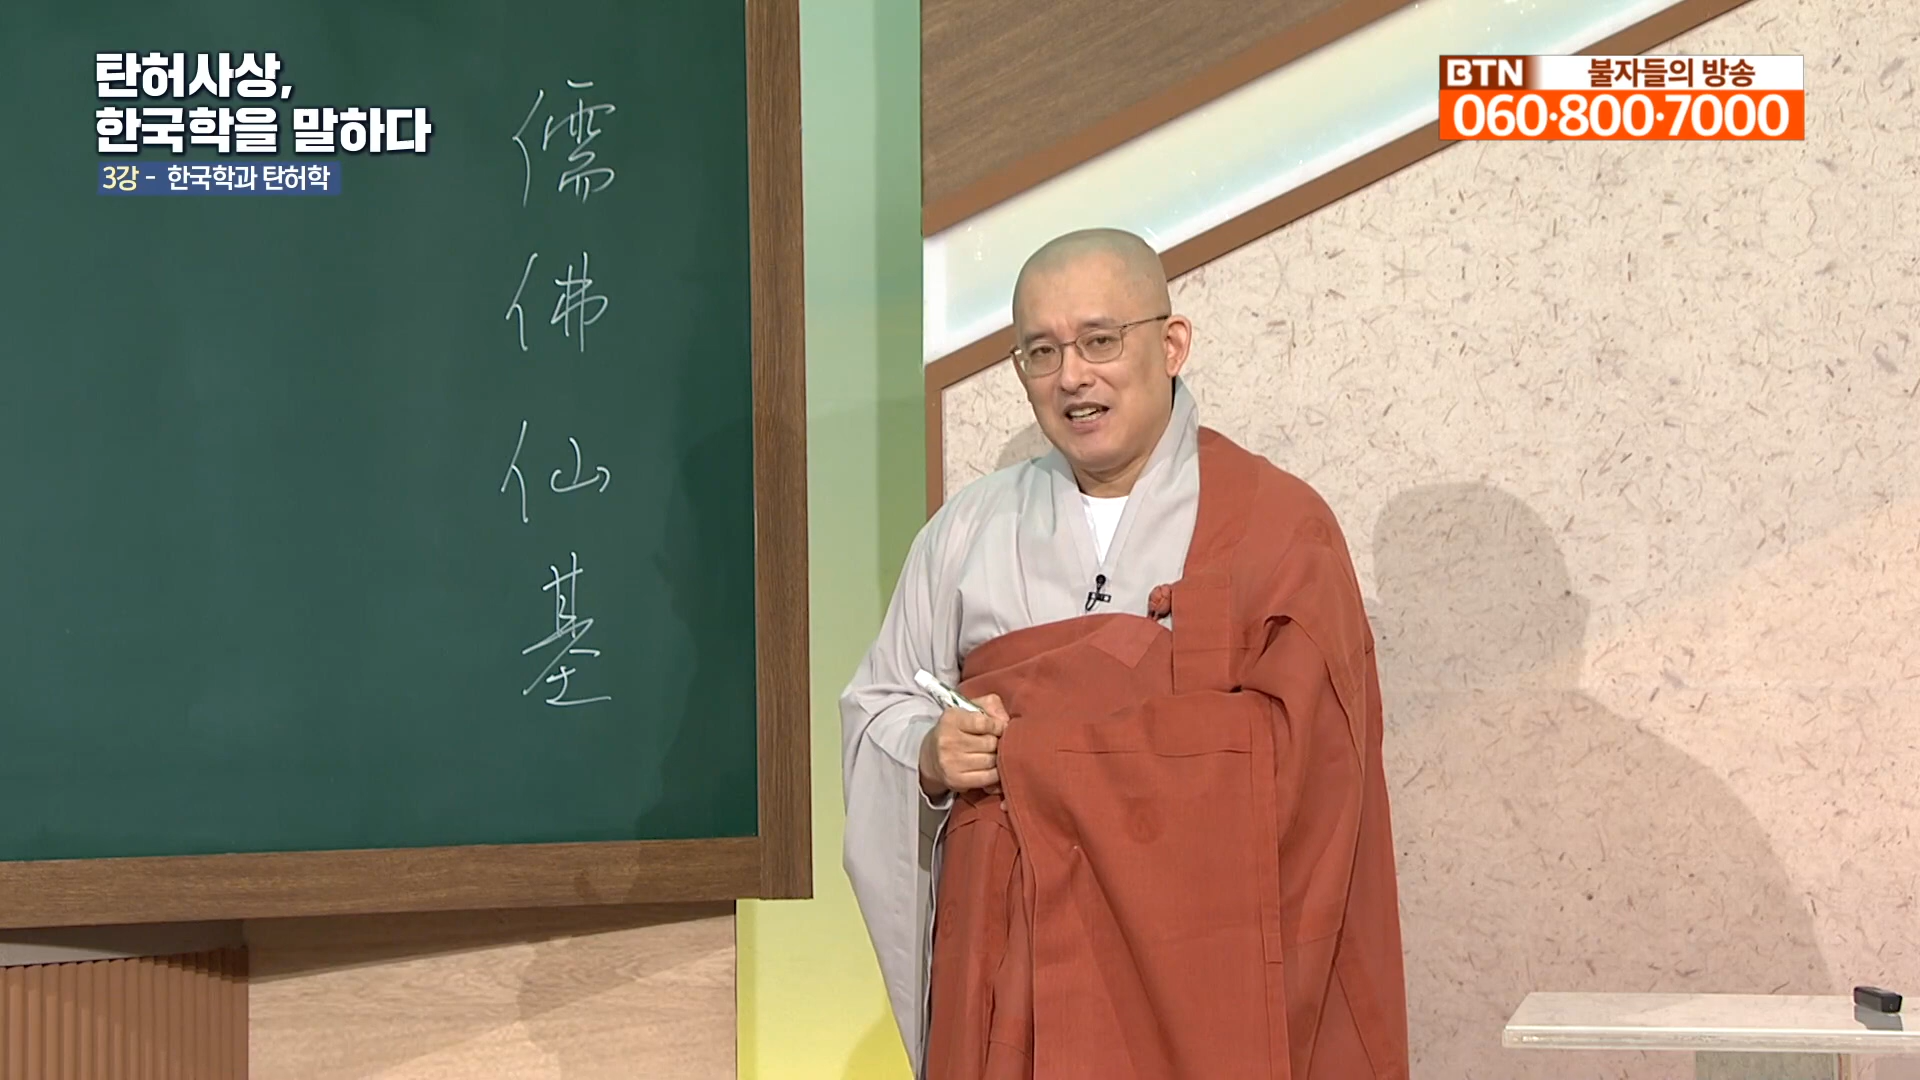 탄허사상,
한국학을 말하다
3강 - 한국학과 탄허학
儒
佛
仙
基
BTN 불자들의 방송
060·800·7000